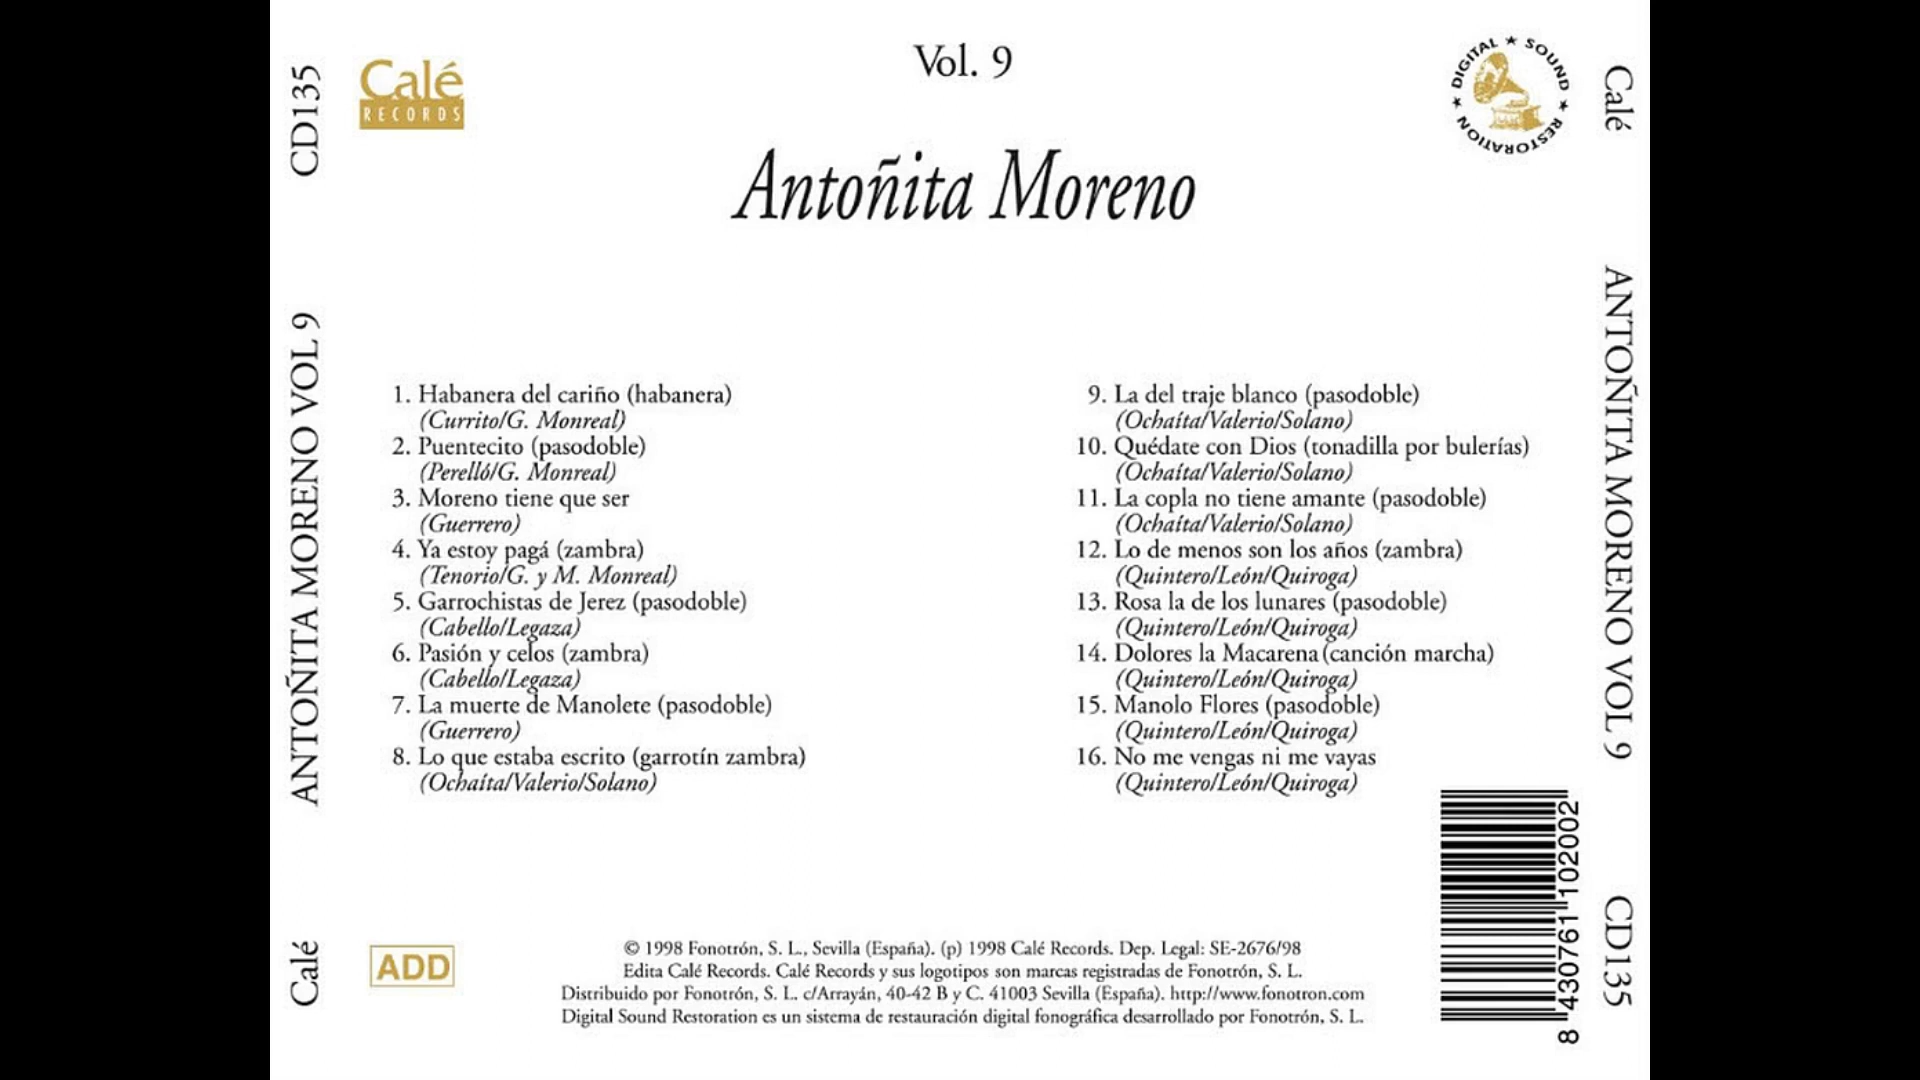 Vol. 9
Calé
RECORDS
DIGITAL ★ SOUND ★ RESTORATION ★
Antoñita Moreno
CD135
ANTOÑITA MORENO VOL 9
Calé
1. Habanera del cariño (habanera)
(Currito/G. Monreal)
2. Puentecito (pasodoble)
(Perelló/G. Monreal)
3. Moreno tiene que ser
(Guerrero)
4. Ya estoy pagá (zambra)
(Tenorio/G. y M. Monreal)
5. Garrochistas de Jerez (pasodoble)
(Cabello/Legaza)
6. Pasión y celos (zambra)
(Cabello/Legaza)
7. La muerte de Manolete (pasodoble)
(Guerrero)
8. Lo que estaba escrito (garrotín zambra)
(Ochaíta/Valerio/Solano)
9. La del traje blanco (pasodoble)
(Ochaíta/Valerio/Solano)
10. Quédate con Dios (tonadilla por bulerías)
(Ochaíta/Valerio/Solano)
11. La copla no tiene amante (pasodoble)
(Ochaíta/Valerio/Solano)
12. Lo de menos son los años (zambra)
(Quintero/León/Quiroga)
13. Rosa la de los lunares (pasodoble)
(Quintero/León/Quiroga)
14. Dolores la Macarena (canción marcha)
(Quintero/León/Quiroga)
15. Manolo Flores (pasodoble)
(Quintero/León/Quiroga)
16. No me vengas ni me vayas
(Quintero/León/Quiroga)
Calé
ANTOÑITA MORENO VOL 9
CD135
8 430761 102002
ADD
© 1998 Fonotrón, S. L., Sevilla (España). (p) 1998 Calé Records. Dep. Legal: SE-2676/98
Edita Calé Records. Calé Records y sus logotipos son marcas registradas de Fonotrón, S. L.
Distribuido por Fonotrón, S. L. c/Arrayán, 40-42 B y C. 41003 Sevilla (España). http://www.fonotron.com
Digital Sound Restoration es un sistema de restauración digital fonográfica desarrollado por Fonotrón, S. L.